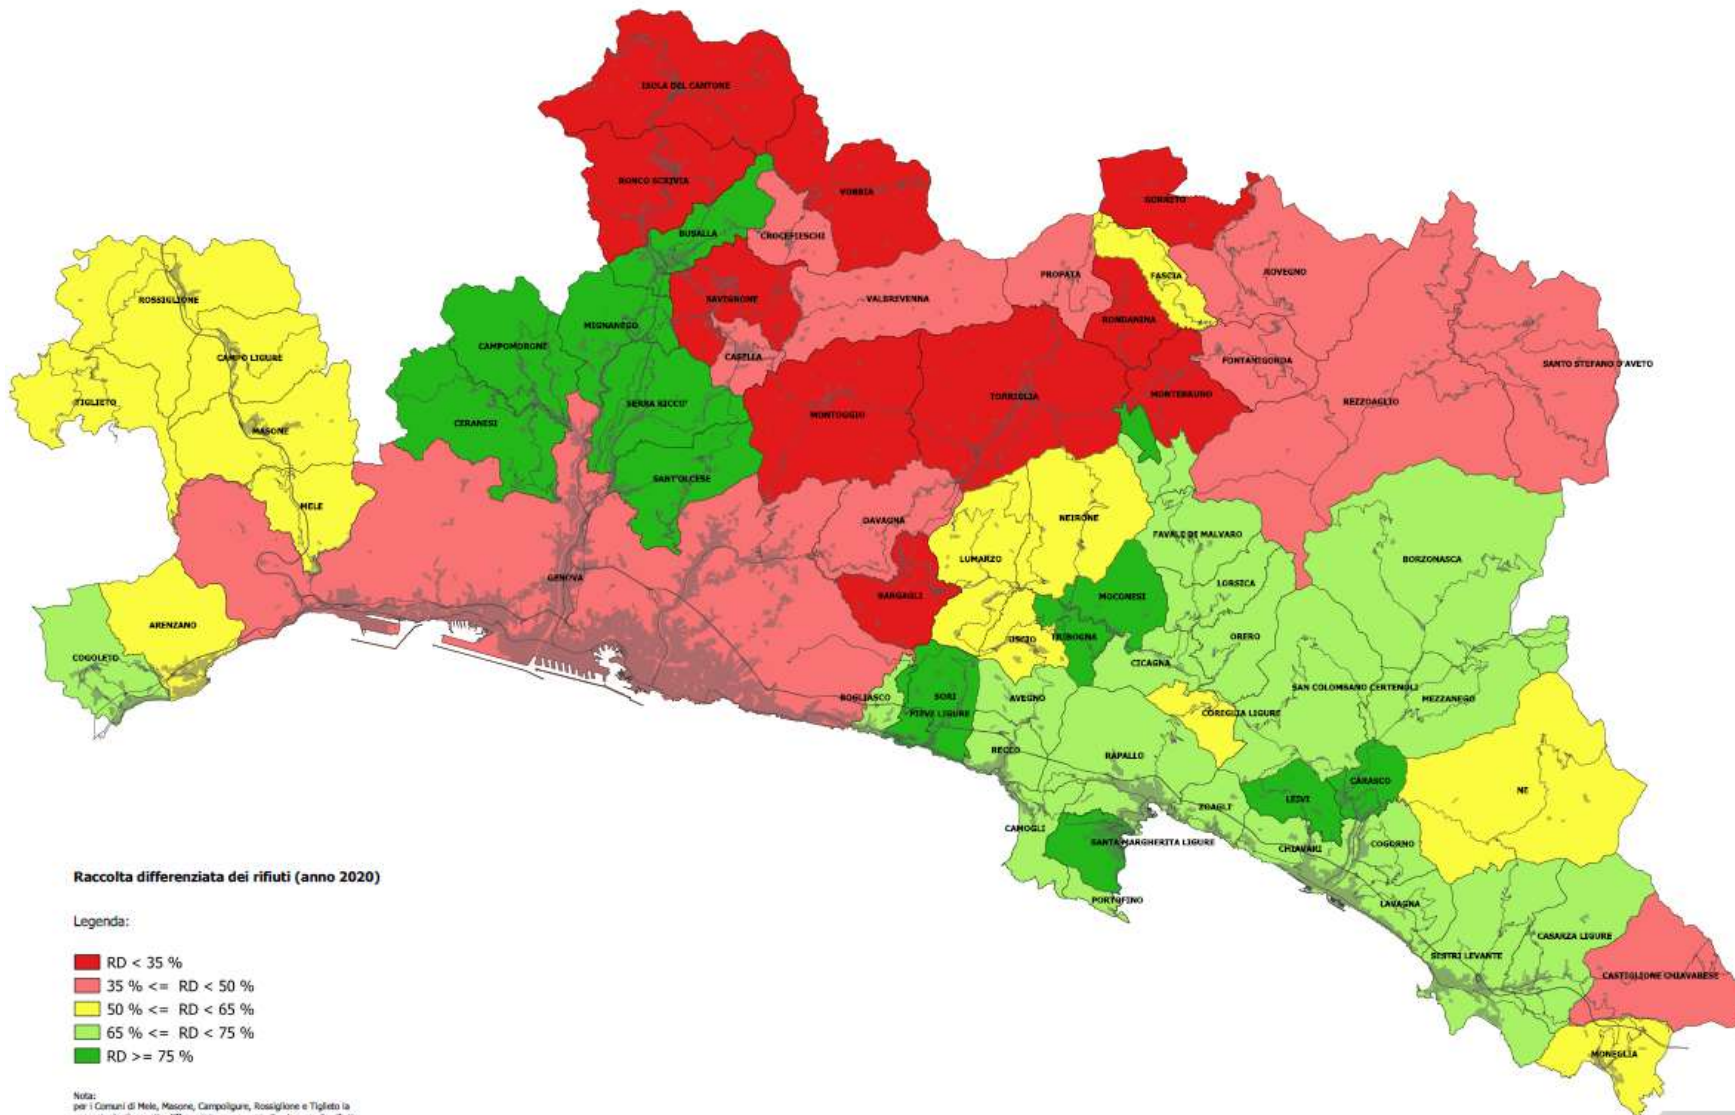 ISOLA DEL CANTONE
RONCO SCRIVIA
VOBBIA
GORRETO
BUSALLA
CROCEFIESCHI
ROVEGNO
PROPATA
FASCIA
ROSSIGLIONE
SAVIGNONE
VALBREVENNA
RONDANINA
MIGNANEGO
CAMPOMORONE
CAMPO LIGURE
CASELLA
FONTANIGORDA
SANTO STEFANO D'AVETO
TIGLIETO
SERRA RICCO'
TORRIGLIA
MONTEBRUNO
REZZOAGLIO
MONTOGGIO
CERANESI
MASONE
SANT'OLCESE
MELE
DAVAGNA
NEIRONE
FAVALE DI MALVARO
LUMARZO
BORZONASCA
GENOVA
LORSICA
BARGAGLI
MOCONESI
ARENZANO
USCIO
TRIBOGNA
ORERO
COGOLETO
CICAGNA
SAN COLOMBANO CERTENOLI
BOGLIASCO
SORI
AVEGNO
MEZZANEGO
PIEVE LIGURE
COREGLIA LIGURE
RECCO
RAPALLO
CARASCO
NE
LEIVI
ZOAGLI
CAMOGLI
SANTA MARGHERITA LIGURE
CHIAVARI
COGORNO
PORTOFINO
LAVAGNA
CASARZA LIGURE
SESTRI LEVANTE
CASTIGLIONE CHIAVARESE
MONEGLIA
Raccolta differenziata dei rifiuti (anno 2020)
Legenda:
RD < 35 %
35 % <= RD < 50 %
50 % <= RD < 65 %
65 % <= RD < 75 %
RD >= 75 %
Nota:
per i Comuni di Mele, Masone, Campoligure, Rossiglione e Tiglieto la